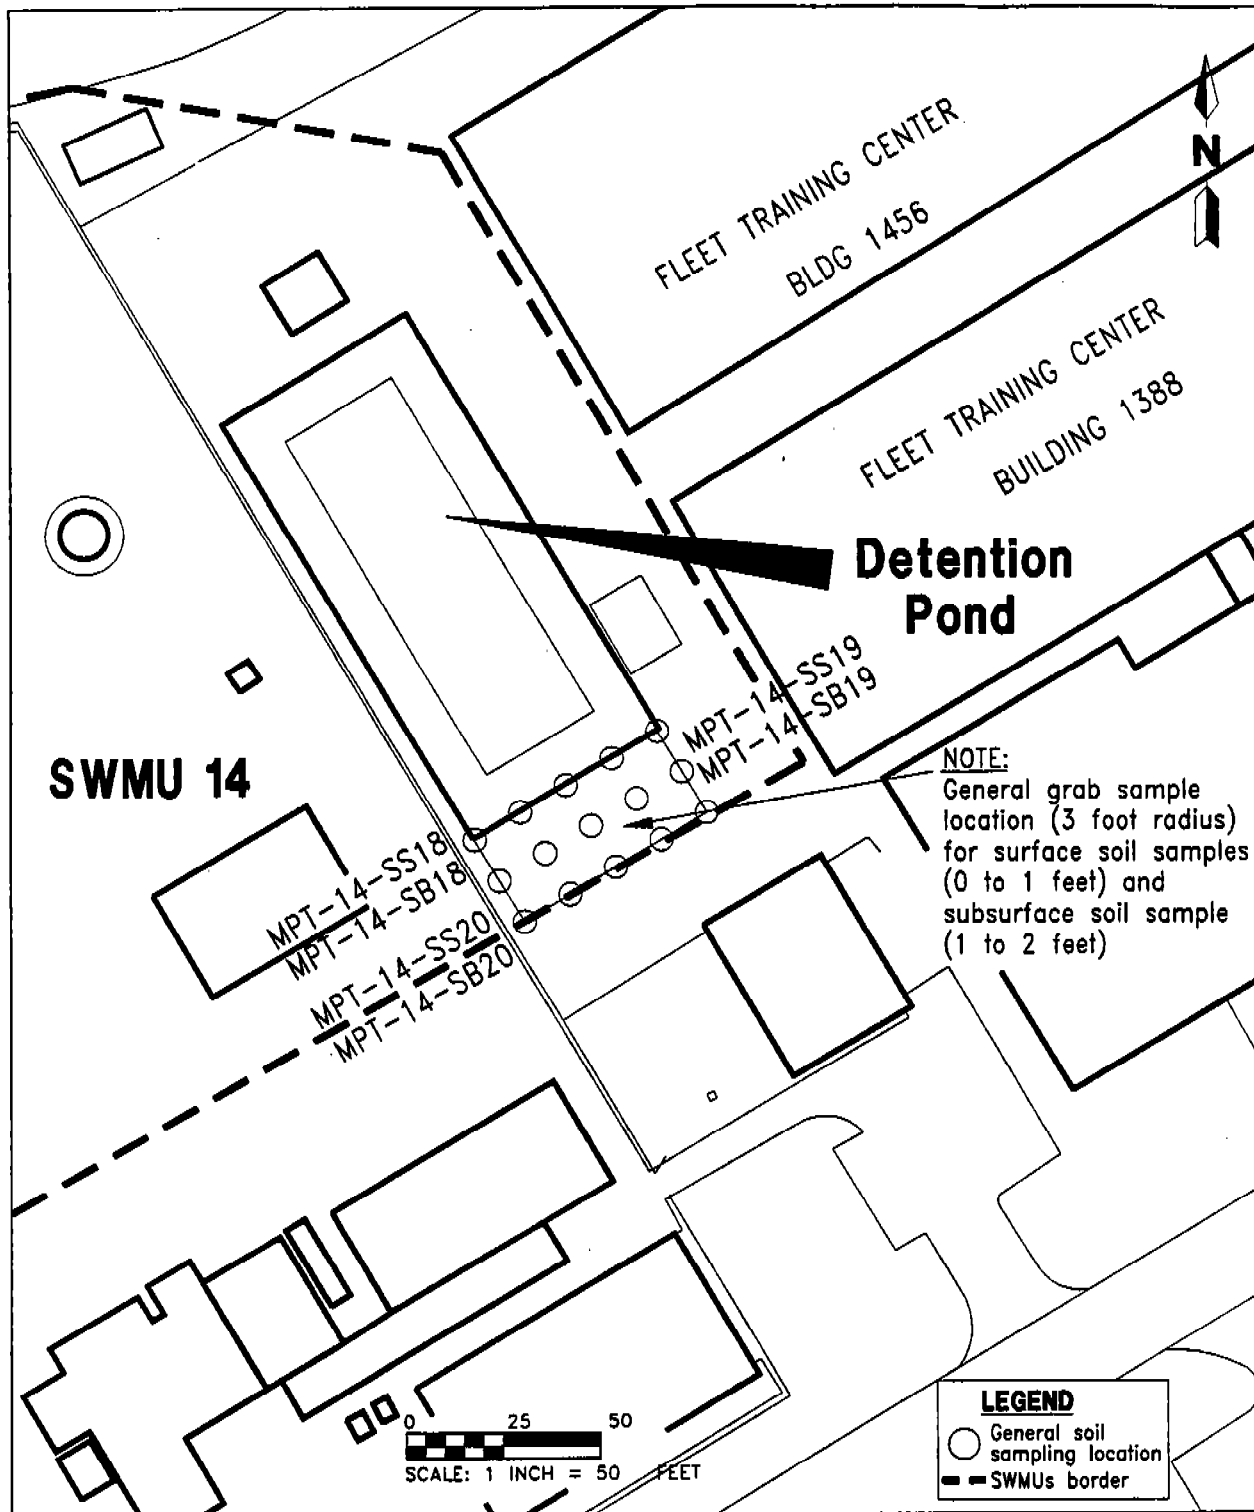 FLEET TRAINING CENTER
BLDG 1456
N
FLEET TRAINING CENTER
BUILDING 1388
Detention
Pond
MPT-14-SS19
MPT-14-SB19
SWMU 14
NOTE:
General grab sample
location (3 foot radius)
for surface soil samples
(0 to 1 feet) and
subsurface soil sample
(1 to 2 feet)
MPT-14-SS18
MPT-14-SB18
MPT-14-SS20
MPT-14-SB20
0 25 50
SCALE: 1 INCH = 50 FEET
LEGEND
General soil
sampling location
SWMUs border